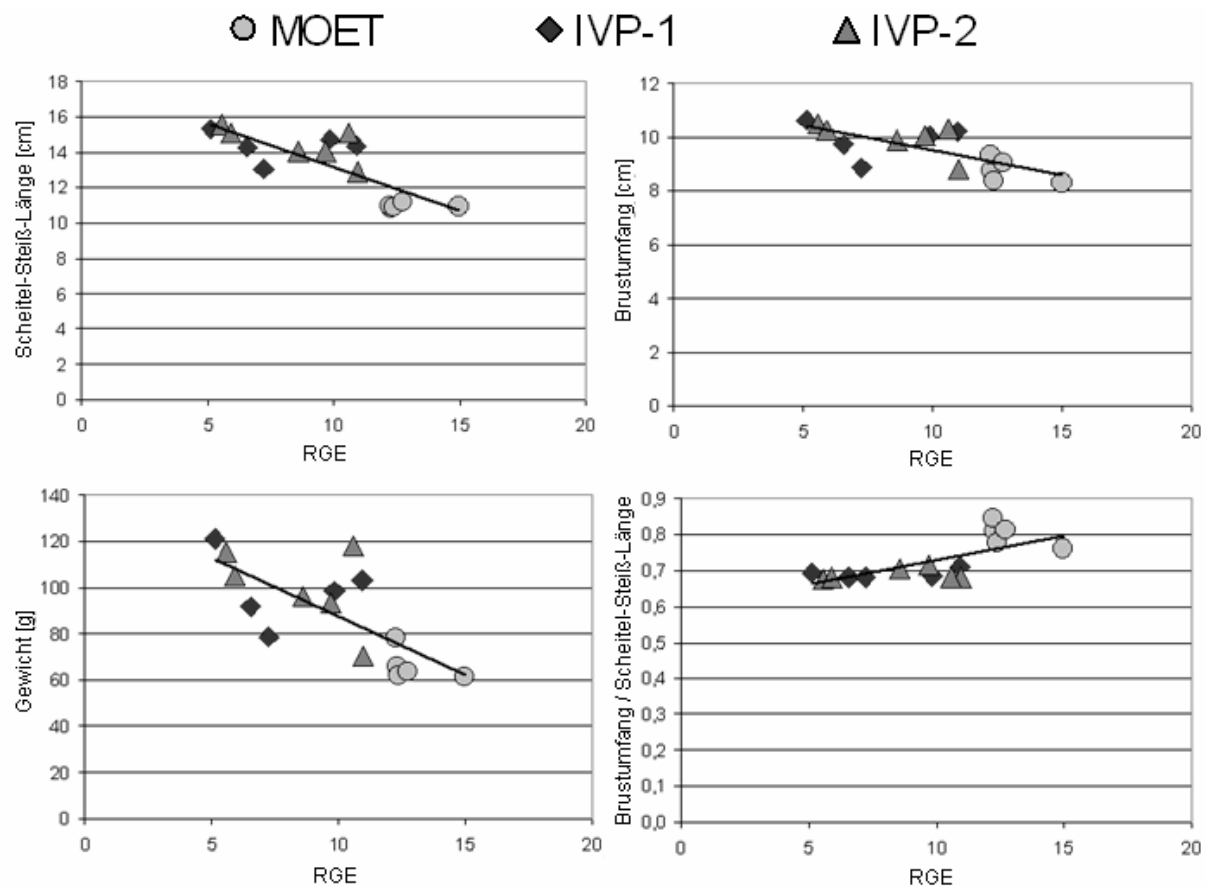 MOET IVP-1 IVP-2
Scheitel-Steiß-Länge [cm]
18
16
14
12
10
8
6
4
2
0
0 5 10 15 20
RGE
Brustumfang [cm]
12
10
8
6
4
2
0
0 5 10 15 20
RGE
Gewicht [g]
140
120
100
80
60
40
20
0
0 5 10 15 20
RGE
Brustumfang / Scheitel-Steiß-Länge
0,9
0,8
0,7
0,6
0,5
0,4
0,3
0,2
0,1
0,0
0 5 10 15 20
RGE